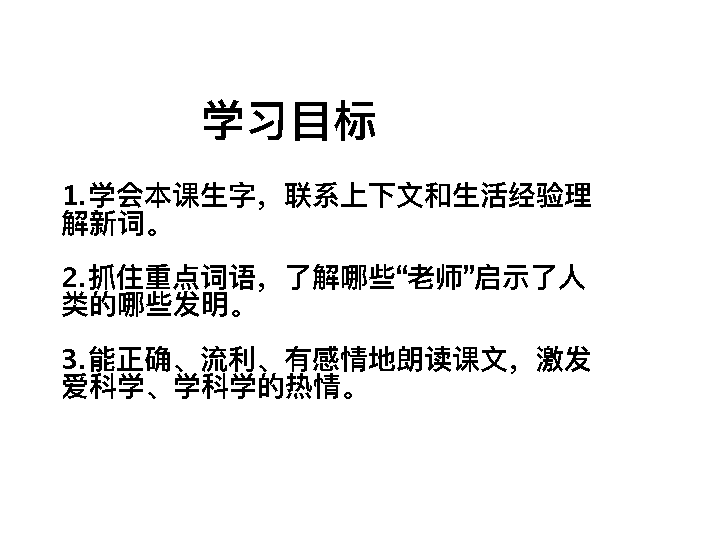 学习目标
1.学会本课生字，联系上下文和生活经验理
解新词。
2.抓住重点词语，了解哪些“老师”启示了人
类的哪些发明。
3.能正确、流利、有感情地朗读课文，激发
爱科学、学科学的热情。